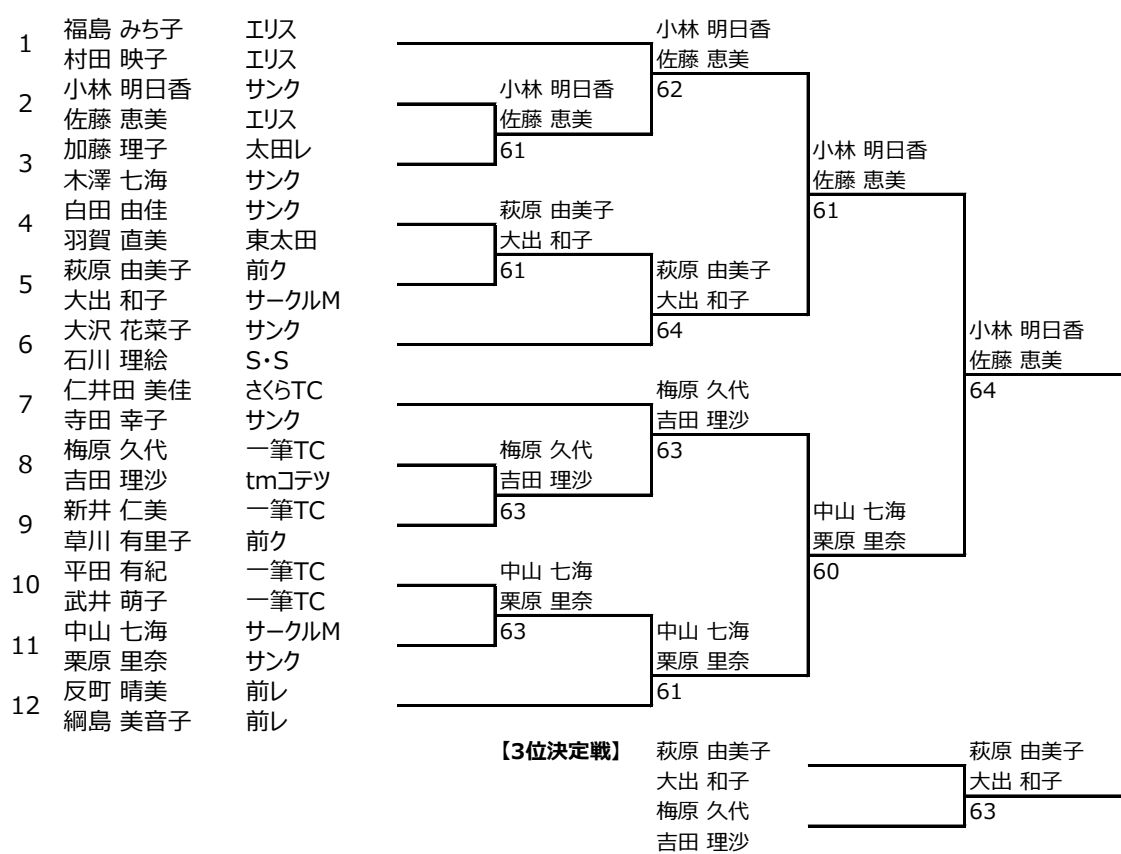 福島 みち子 エリス 小林 明日香
1
村田 映子 エリス 佐藤 恵美
小林 明日香 サンク 小林 明日香 62
2
佐藤 恵美 エリス 佐藤 恵美
加藤 理子 太田レ 61 小林 明日香
3
木澤 七海 サンク 佐藤 恵美
白田 由佳 サンク 萩原 由美子 61
4
羽賀 直美 東太田 大出 和子
萩原 由美子 前ク 61 萩原 由美子
5
大出 和子 サークルM 大出 和子
大沢 花菜子 サンク 64 小林 明日香
6
石川 理絵 S・S 佐藤 恵美
仁井田 美佳 さくらTC 梅原 久代 64
7
寺田 幸子 サンク 吉田 理沙
梅原 久代 一筆TC 梅原 久代 63
8
吉田 理沙 tmコテツ 吉田 理沙
新井 仁美 一筆TC 63 中山 七海
9
草川 有里子 前ク 栗原 里奈
平田 有紀 一筆TC 中山 七海 60
10
武井 萌子 一筆TC 栗原 里奈
中山 七海 サークルM 63 中山 七海
11
栗原 里奈 サンク 栗原 里奈
反町 晴美 前レ 61
12
綱島 美音子 前レ
【3位決定戦】 萩原 由美子 萩原 由美子
大出 和子 大出 和子
梅原 久代 63
吉田 理沙